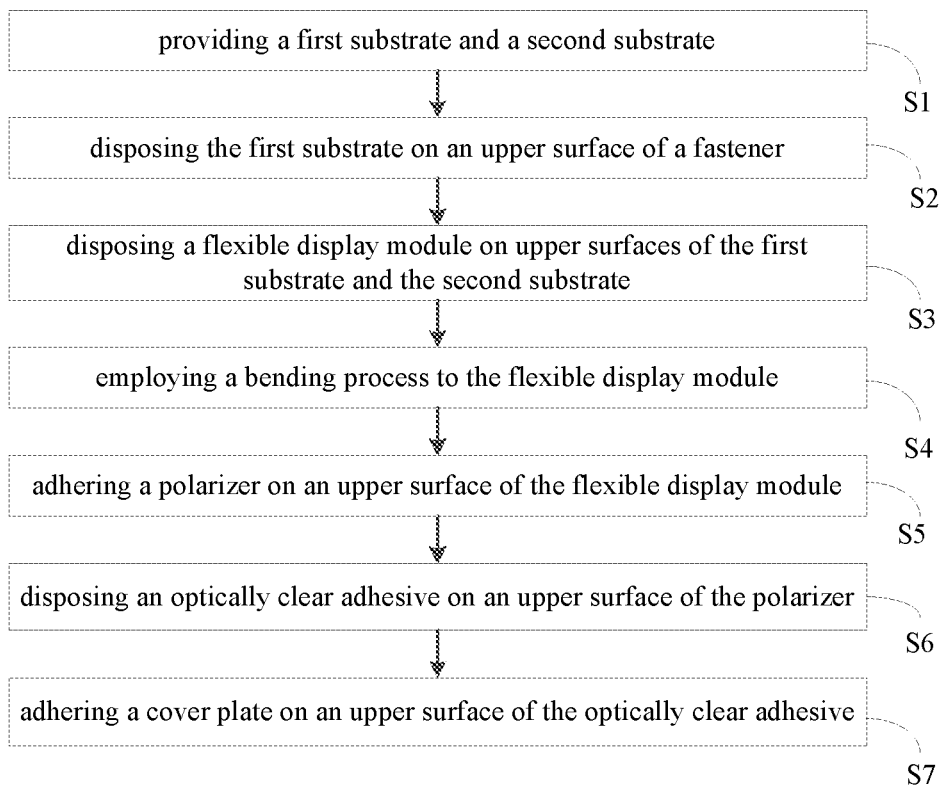 providing a first substrate and a second substrate
S1
disposing the first substrate on an upper surface of a fastener
S2
disposing a flexible display module on upper surfaces of the first
substrate and the second substrate
S3
employing a bending process to the flexible display module
S4
adhering a polarizer on an upper surface of the flexible display module
S5
disposing an optically clear adhesive on an upper surface of the polarizer
S6
adhering a cover plate on an upper surface of the optically clear adhesive
S7